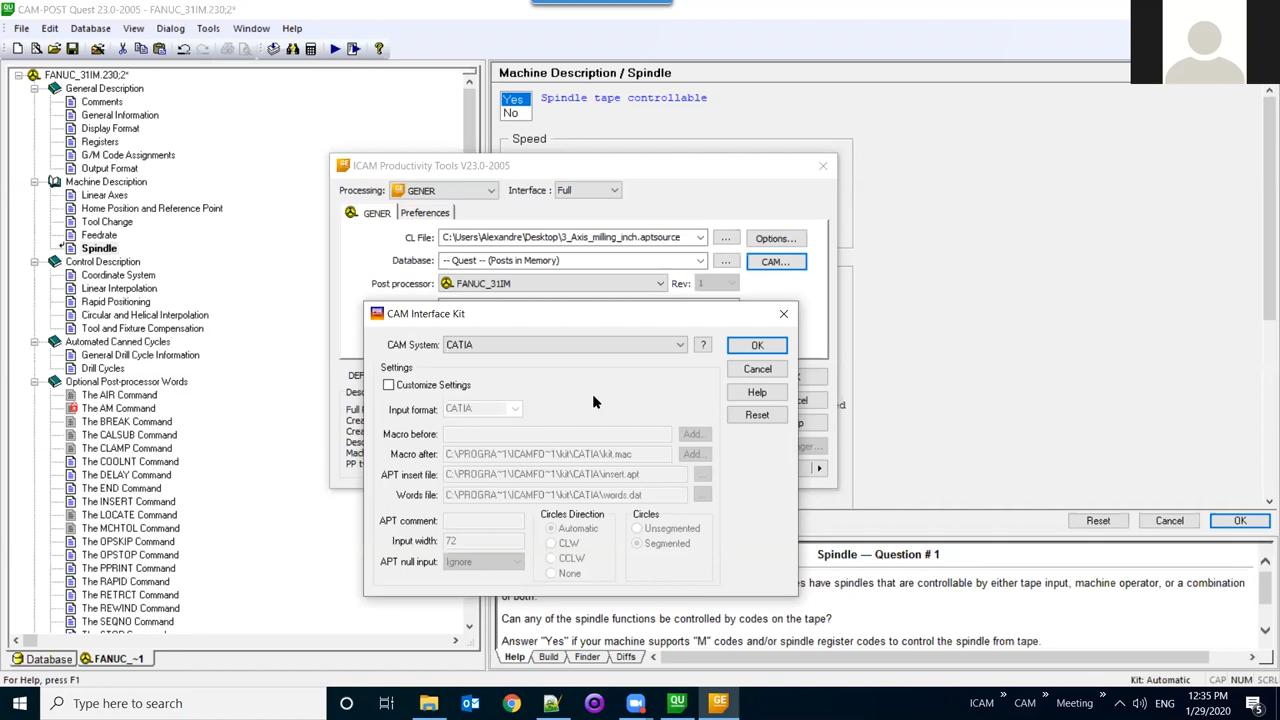 CAM-POST Quest 23.0-2005 - FANUC_31IM.230;2*
File Edit Database View Dialog Tools Window Help
FANUC_31IM.230;2*
General Description
Comments
General Information
Display Format
Registers
G/M Code Assignments
Output Format
Machine Description
Linear Axes
Home Position and Reference Point
Tool Change
Feedrate
Spindle
Control Description
Coordinate System
Linear Interpolation
Rapid Positioning
Circular and Helical Interpolation
Tool and Fixture Compensation
Automated Canned Cycles
General Drill Cycle Information
Drill Cycles
Optional Post-processor Words
The AIR Command
The AM Command
The BREAK Command
The CALSUB Command
The CLAMP Command
The COOLNT Command
The DELAY Command
The END Command
The INSERT Command
The LOCATE Command
The MCHTOL Command
The OPSKIP Command
The OPSTOP Command
The PPRINT Command
The RAPID Command
The RETRCT Command
The REWIND Command
The SEQNO Command
Database FANUC_~1
For Help, press F1
Machine Description / Spindle
Yes Spindle tape controllable
No
Speed
ICAM Productivity Tools V23.0-2005
Processing: GENER Interface : Full
GENER Preferences
CL File: C:\Users\Alexandre\Desktop\3_Axis_milling_inch.aptsource ... Options...
Database: -- Quest -- (Posts in Memory) ... CAM...
Post processor: FANUC_31IM Rev: 1
CAM Interface Kit
CAM System: CATIA ? OK
Settings Cancel
Customize Settings Help
Input format: CATIA Reset
Macro before: Add...
Macro after: C:\PROGRA~1\ICAMFO~1\kit\CATIA\kit.mac Add...
APT insert file: C:\PROGRA~1\ICAMFO~1\kit\CATIA\insert.apt ...
Words file: C:\PROGRA~1\ICAMFO~1\kit\CATIA\words.dat ...
APT comment:
Input width: 72
APT null input: Ignore
Circles Direction
Automatic
CLW
CCLW
None
Circles
Unsegmented
Segmented
Reset Cancel OK
Spindle — Question # 1
have spindles that are controllable by either tape input, machine operator, or a combination
of both.
Can any of the spindle functions be controlled by codes on the tape?
Answer "Yes" if your machine supports "M" codes and/or spindle register codes to control the spindle from tape.
Help Build Finder Diffs
Kit: Automatic CAP NUM SCRL
Type here to search
ICAM » CAM » Meeting » ENG
12:35 PM
1/29/2020
5